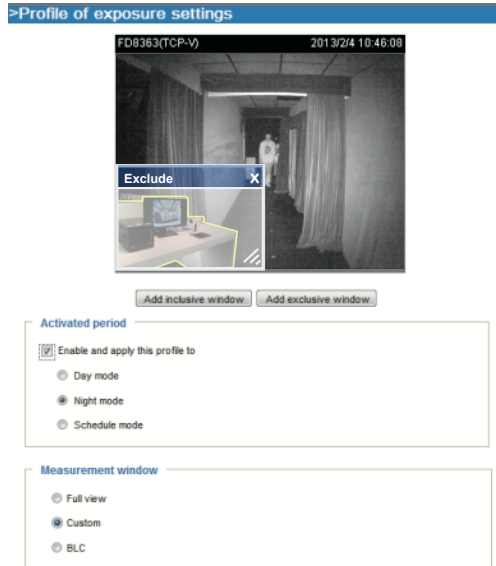 >Profile of exposure settings
FD8363(TCP-V) 2013/2/4 10:46:08
Exclude X
Add inclusive window Add exclusive window
Activated period
Enable and apply this profile to
Day mode
Night mode
Schedule mode
Measurement window
Full view
Custom
BLC